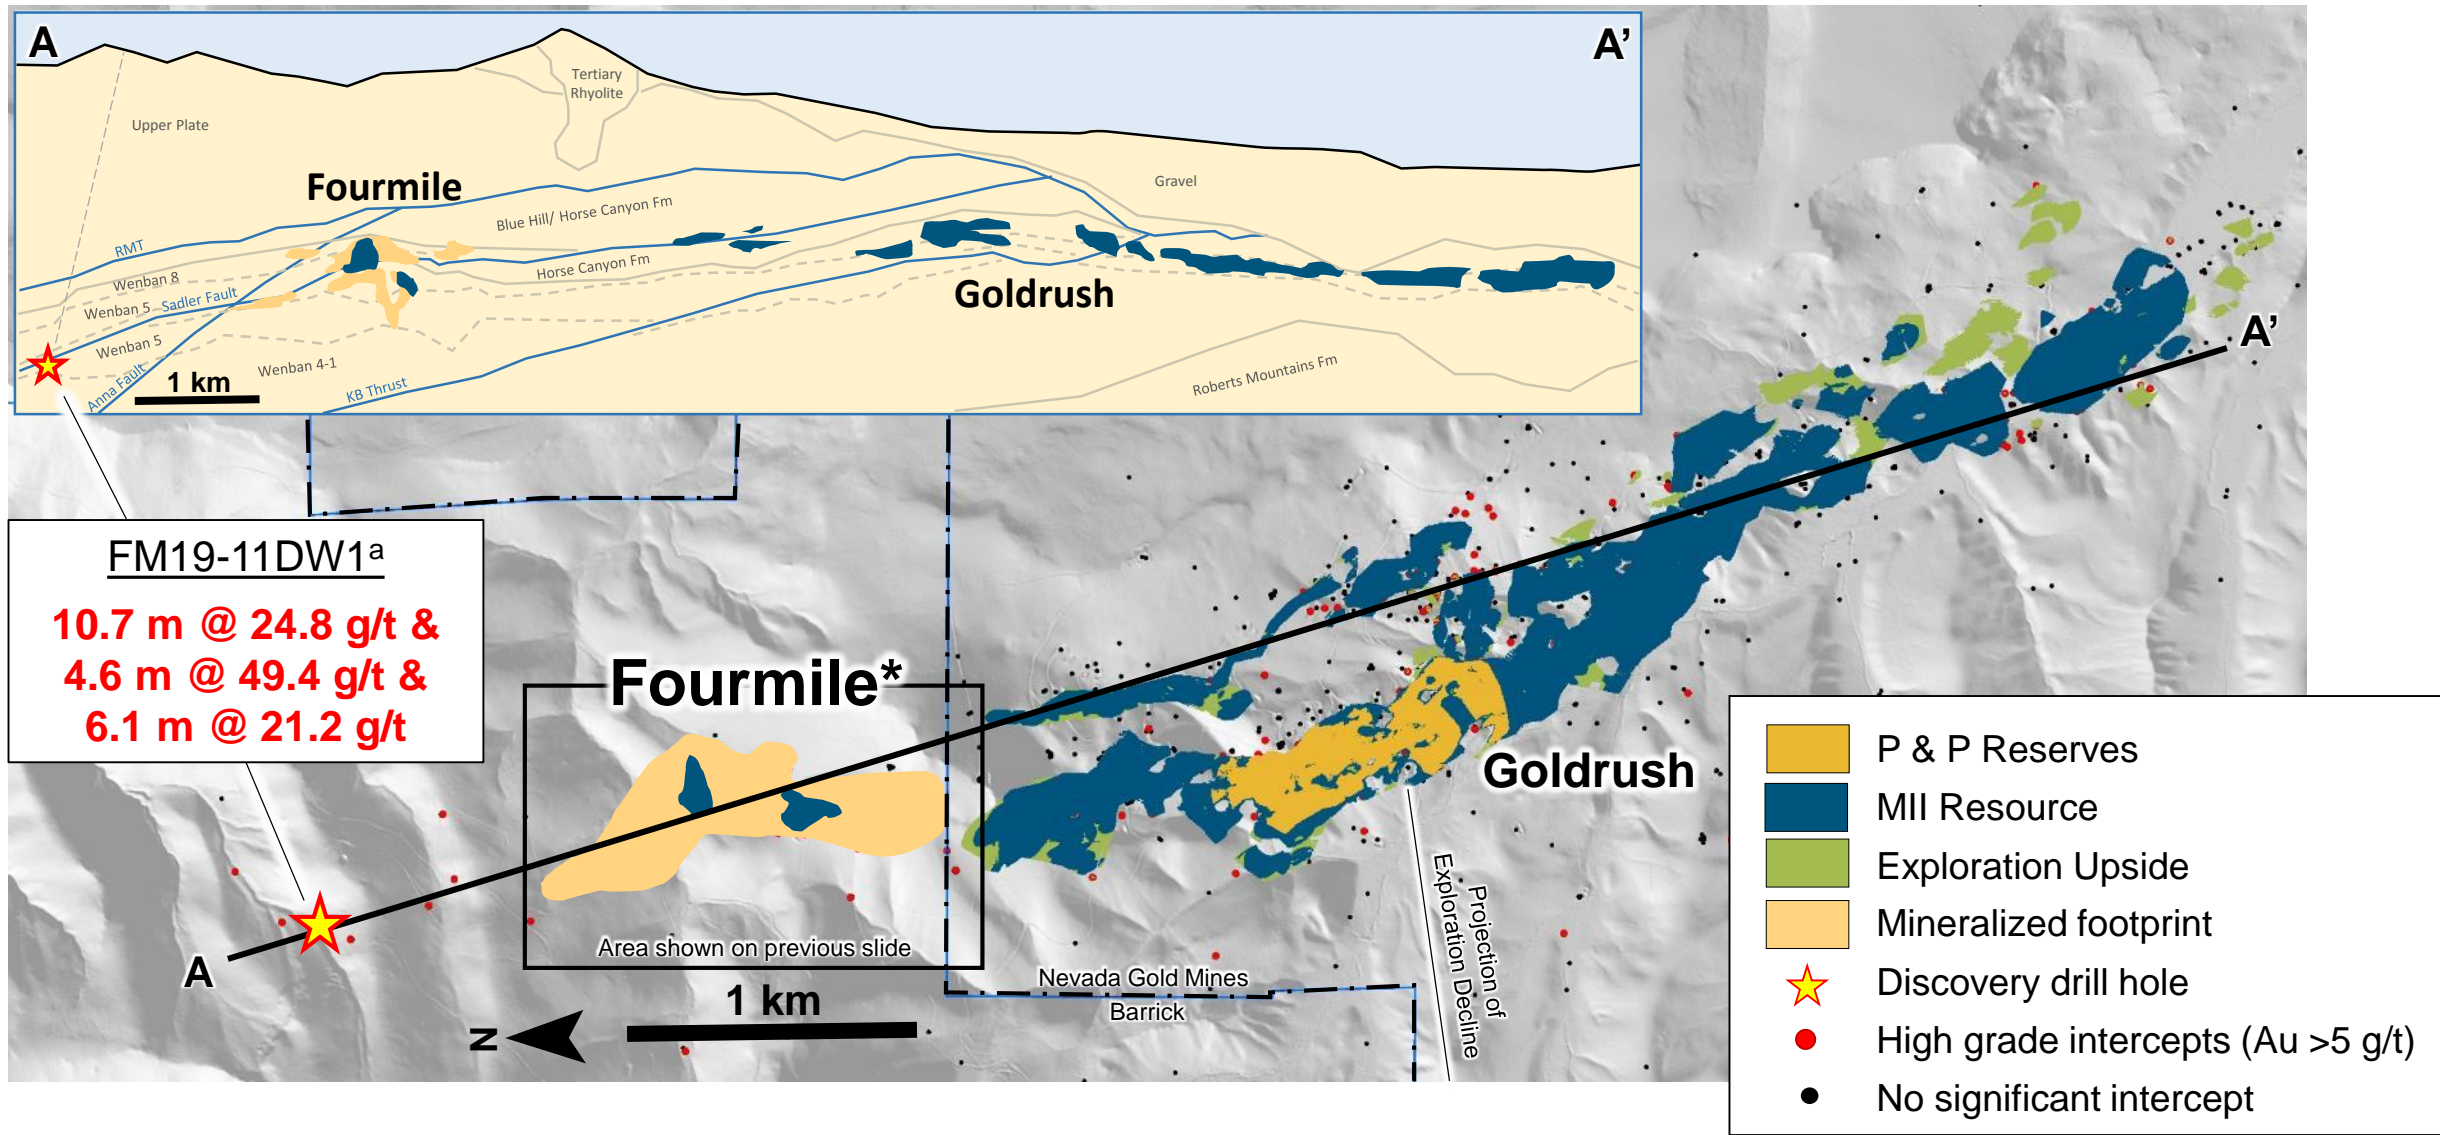 A
A’
Tertiary
Rhyolite
Upper Plate
Fourmile
Gravel
Blue Hill/ Horse Canyon Fm
RMT
Horse Canyon Fm
Wenban 8
Wenban 5
Sadler Fault
Goldrush
Wenban 5
Wenban 4-1
Anna Fault
1 km
KB Thrust
Roberts Mountains Fm
A’
FM19-11DW1ᵃ
10.7 m @ 24.8 g/t &
4.6 m @ 49.4 g/t &
6.1 m @ 21.2 g/t
Fourmile*
Goldrush
Area shown on previous slide
A
Nevada Gold Mines
Barrick
Projection of
Exploration Decline
1 km
N
P & P Reserves
MII Resource
Exploration Upside
Mineralized footprint
Discovery drill hole
High grade intercepts (Au >5 g/t)
No significant intercept